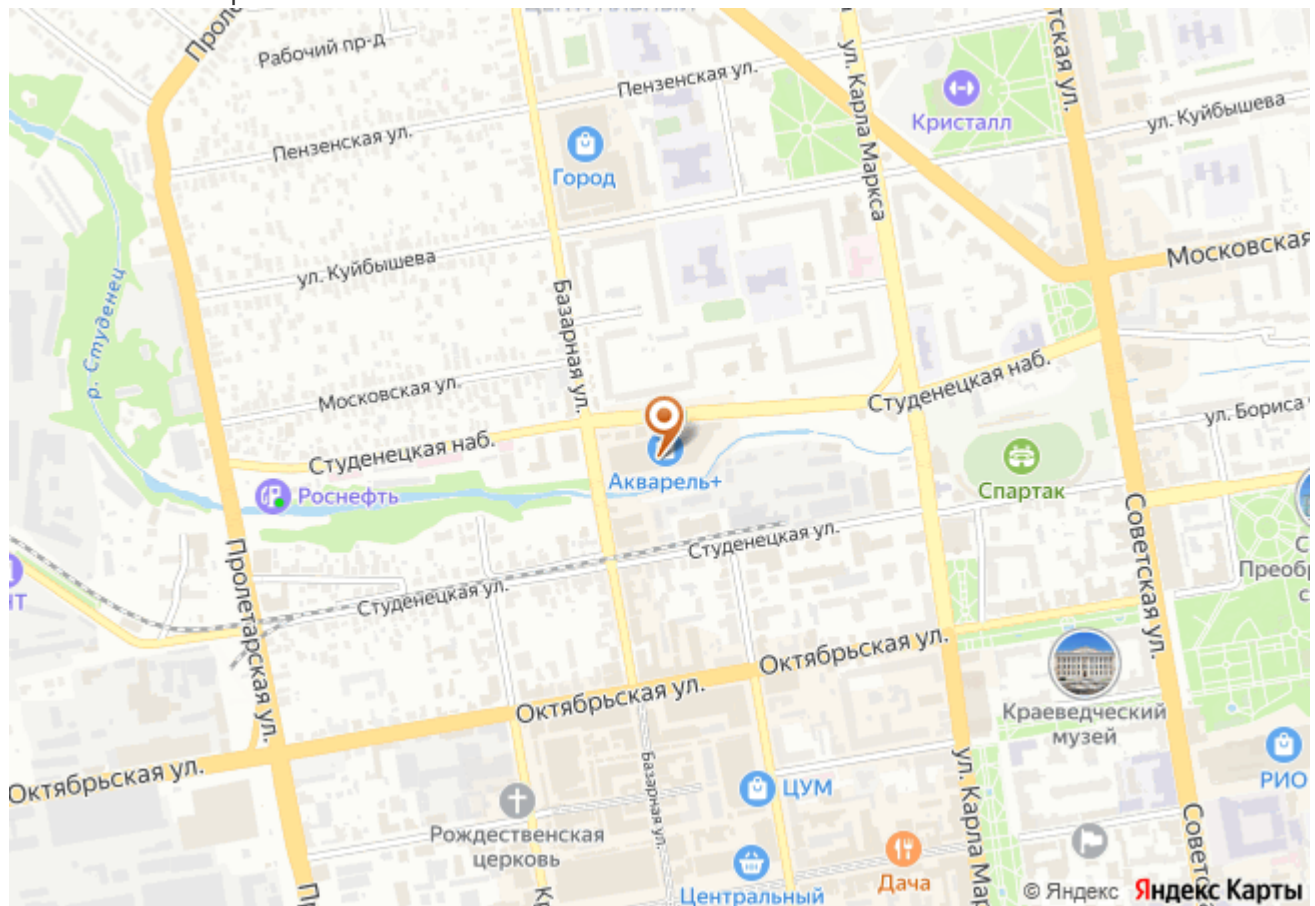 ЦЕНТРАЛЬНЫЙ
Рабочий пр-д
Пензенская ул.
Пензенская ул.
ул. Карла Маркса
Кристалл
ул. Куйбышева
Город
ул. Куйбышева
р. Студенец
Базарная ул.
Московская
Московская ул.
Студенецкая наб.
Студенецкая наб.
ул. Бориса
Акварель+
Роснефть
Спартак
Советская ул.
Студенецкая ул.
Студенецкая ул.
Пролетарская ул.
Октябрьская ул.
Октябрьская ул.
Октябрьская ул.
Краеведческий
музей
РИО
Базарная ул.
ЦУМ
ул. Карла Мар
Рождественская
церковь
Дача
Центральный
© Яндекс Яндекс Карты